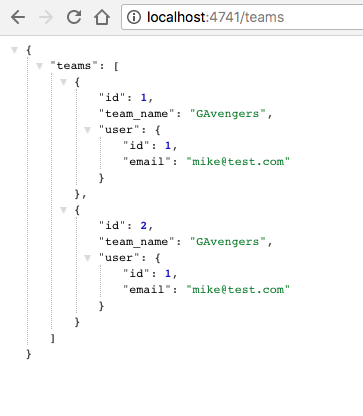 localhost:4741/teams
{
"teams": [
{
"id": 1,
"team_name": "GAvengers",
"user": {
"id": 1,
"email": "mike@test.com"
}
},
{
"id": 2,
"team_name": "GAvengers",
"user": {
"id": 1,
"email": "mike@test.com"
}
}
]
}